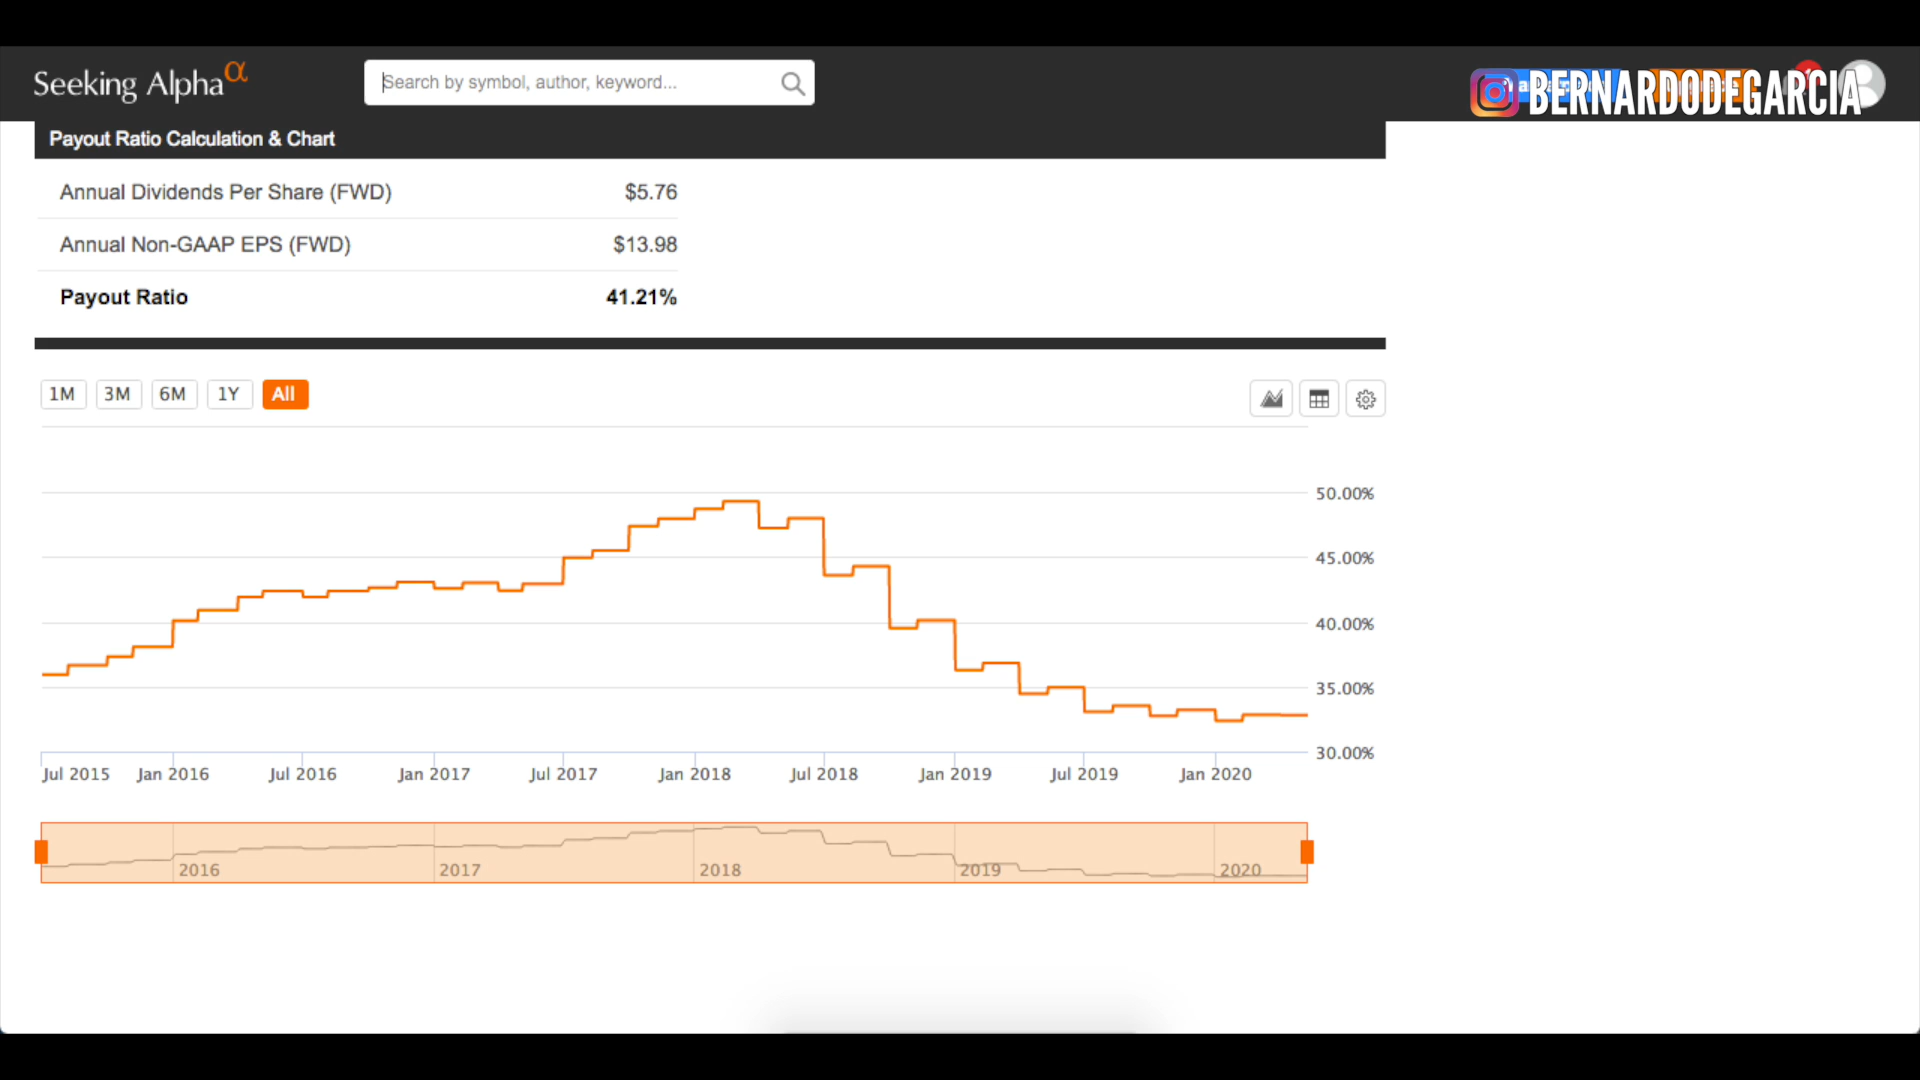 Seeking Alpha α
Search by symbol, author, keyword...
BERNARDODEGARCIA
Payout Ratio Calculation & Chart
Annual Dividends Per Share (FWD) $5.76
Annual Non-GAAP EPS (FWD) $13.98
Payout Ratio 41.21%
1M 3M 6M 1Y All
50.00%
45.00%
40.00%
35.00%
30.00%
Jul 2015 Jan 2016 Jul 2016 Jan 2017 Jul 2017 Jan 2018 Jul 2018 Jan 2019 Jul 2019 Jan 2020
2016 2017 2018 2019 2020